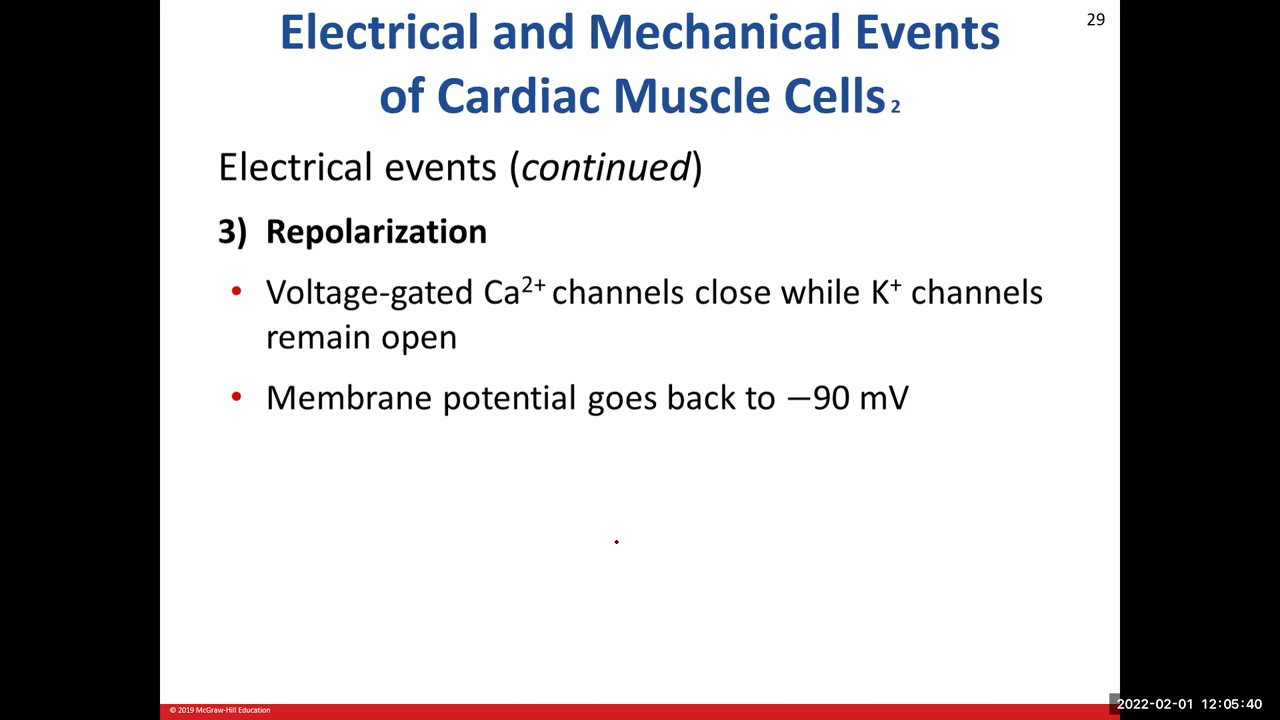 29
Electrical and Mechanical Events
of Cardiac Muscle Cells 2
Electrical events (continued)
3) Repolarization
• Voltage-gated Ca²⁺ channels close while K⁺ channels
remain open
• Membrane potential goes back to −90 mV
© 2019 McGraw-Hill Education
2022-02-01 12:05:40